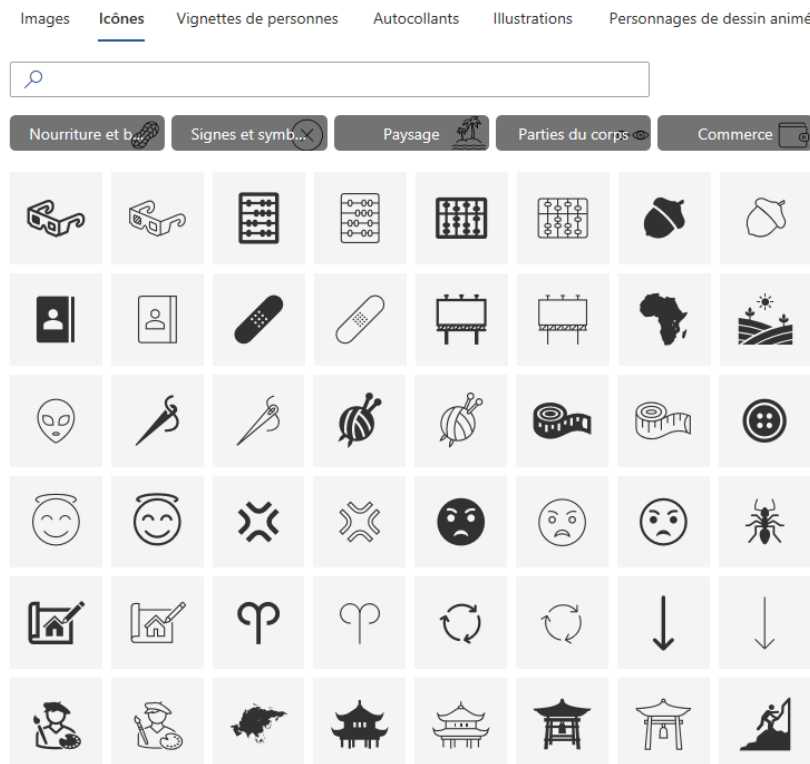 Images Icônes Vignettes de personnes Autocollants Illustrations Personnages de dessin animé
Nourriture et b... Signes et symb... Paysage Parties du corps Commerce